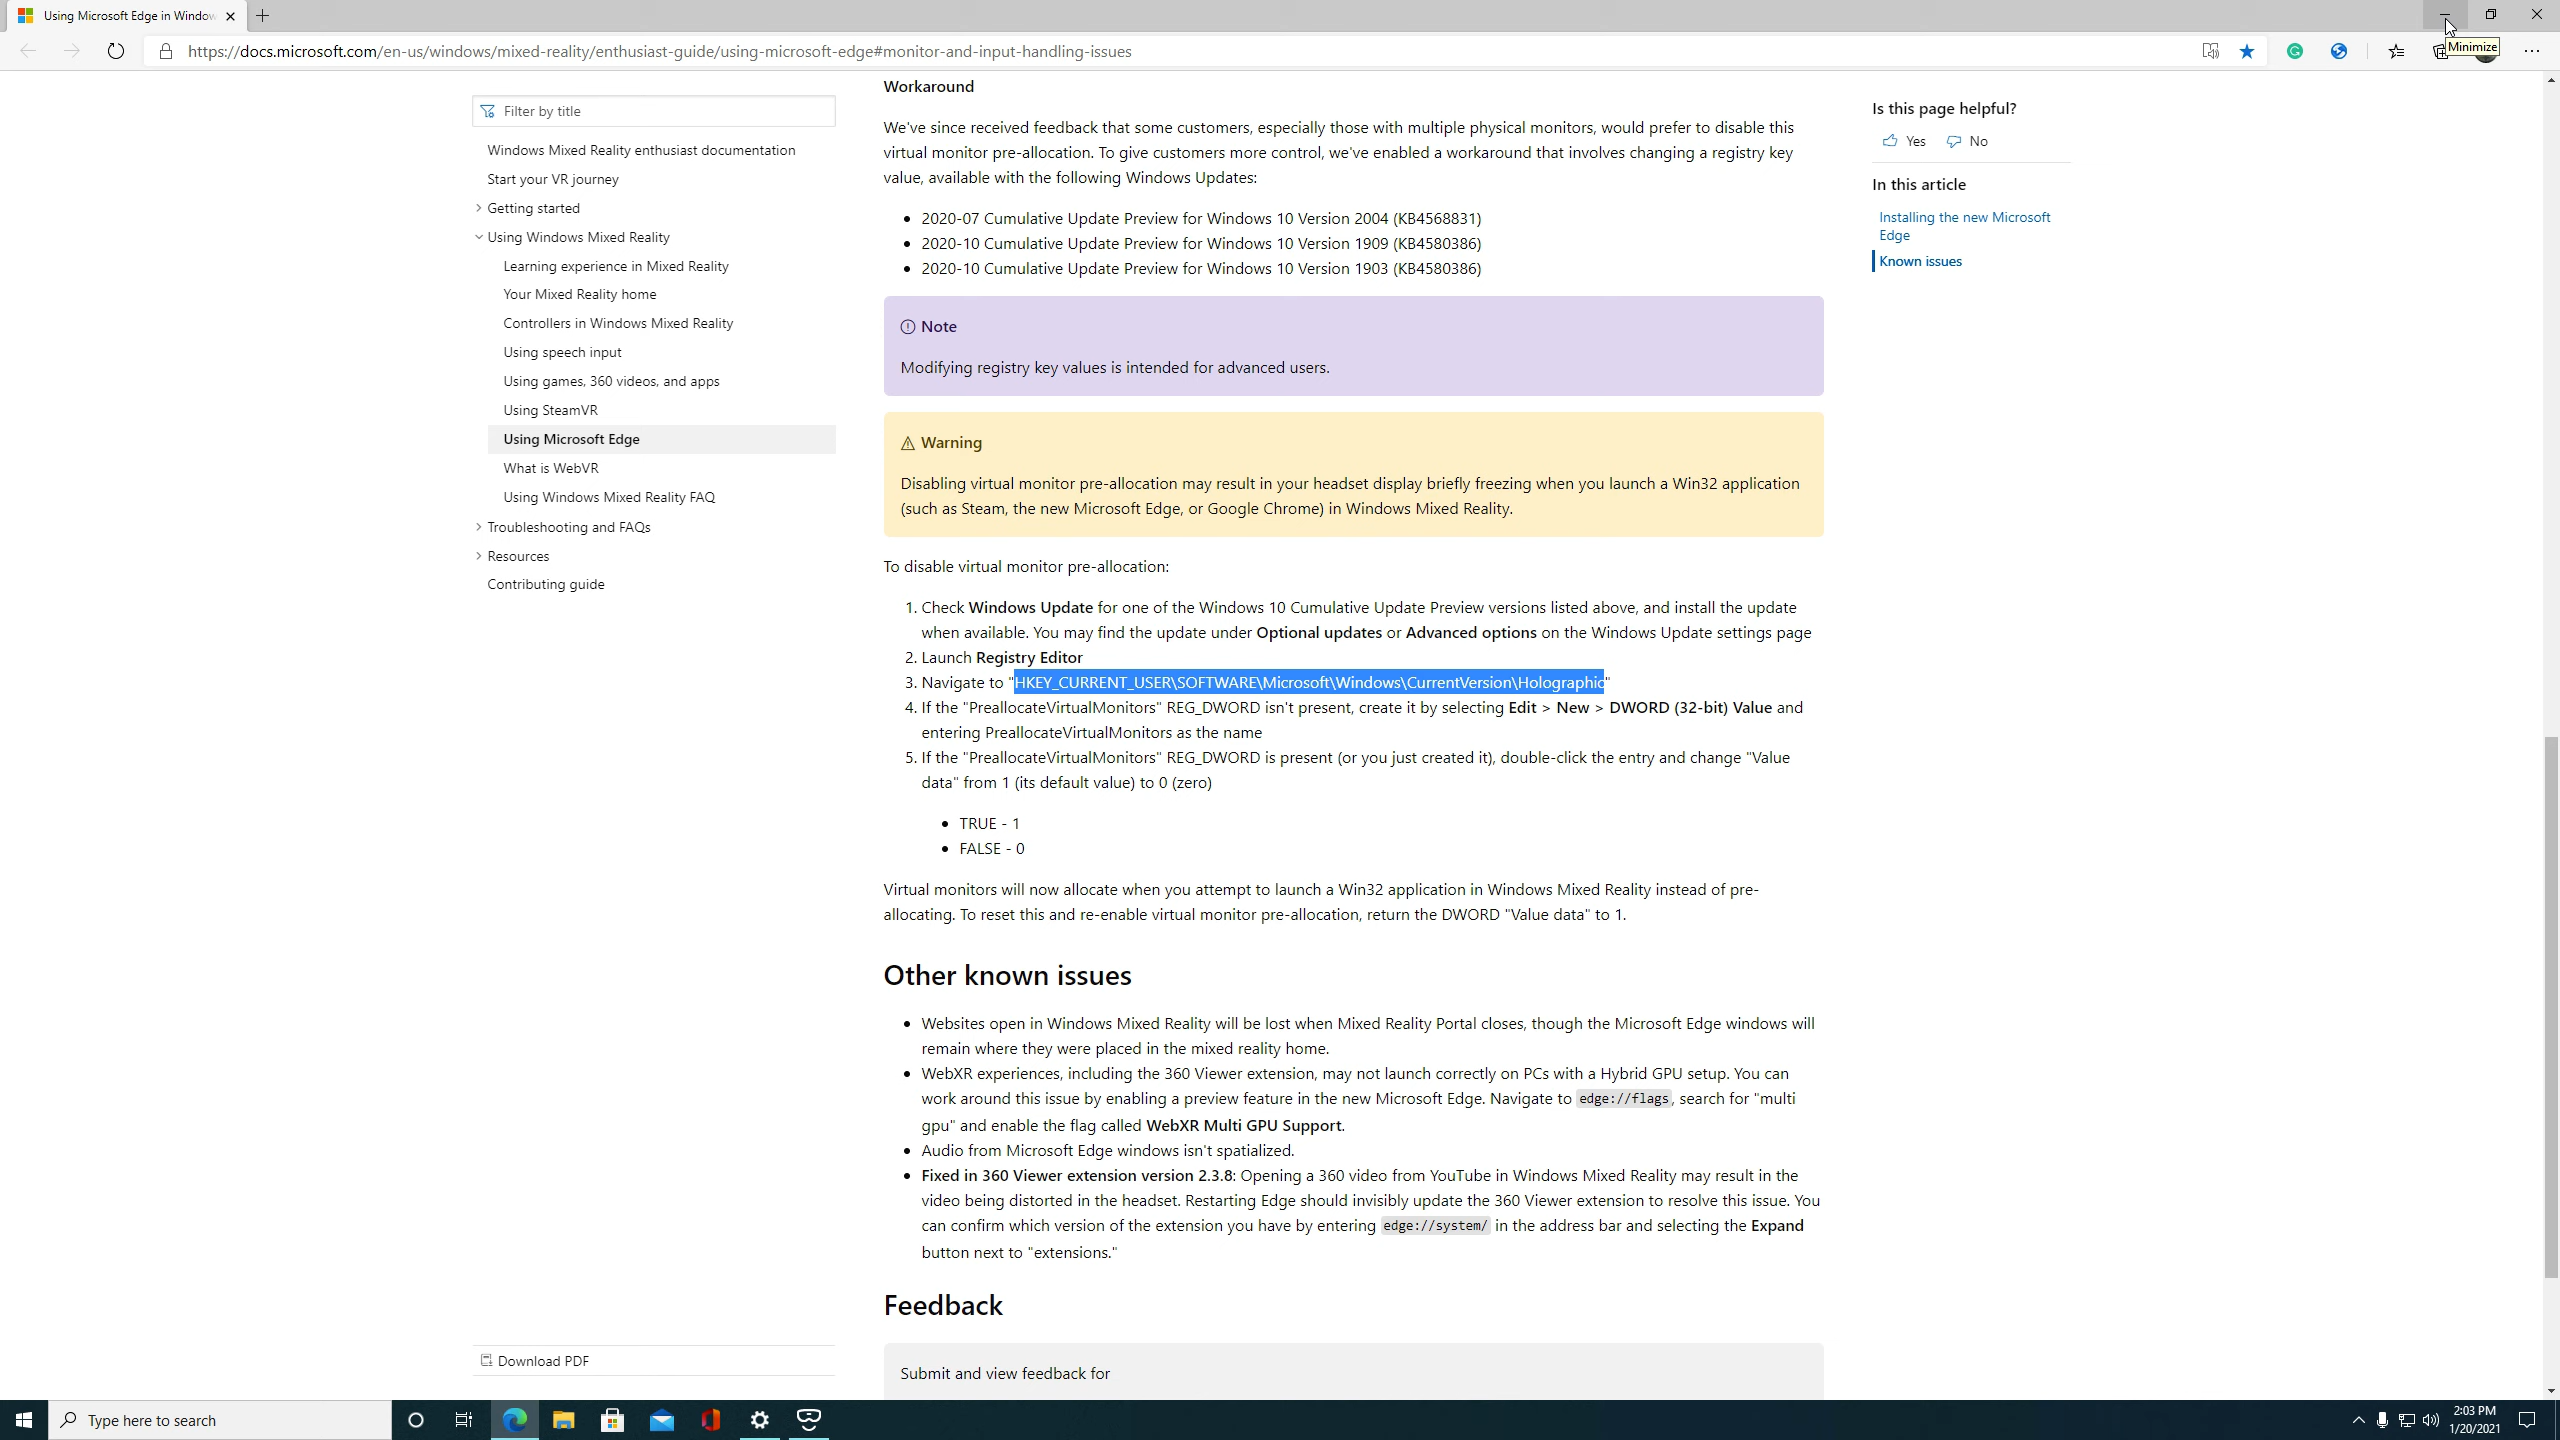 Using Microsoft Edge in Window
https://docs.microsoft.com/en-us/windows/mixed-reality/enthusiast-guide/using-microsoft-edge#monitor-and-input-handling-issues
Minimize
Filter by title
Windows Mixed Reality enthusiast documentation
Start your VR journey
Getting started
Using Windows Mixed Reality
Learning experience in Mixed Reality
Your Mixed Reality home
Controllers in Windows Mixed Reality
Using speech input
Using games, 360 videos, and apps
Using SteamVR
Using Microsoft Edge
What is WebVR
Using Windows Mixed Reality FAQ
Troubleshooting and FAQs
Resources
Contributing guide
Download PDF
Workaround
We've since received feedback that some customers, especially those with multiple physical monitors, would prefer to disable this
virtual monitor pre-allocation. To give customers more control, we've enabled a workaround that involves changing a registry key
value, available with the following Windows Updates:
• 2020-07 Cumulative Update Preview for Windows 10 Version 2004 (KB4568831)
• 2020-10 Cumulative Update Preview for Windows 10 Version 1909 (KB4580386)
• 2020-10 Cumulative Update Preview for Windows 10 Version 1903 (KB4580386)
Note
Modifying registry key values is intended for advanced users.
Warning
Disabling virtual monitor pre-allocation may result in your headset display briefly freezing when you launch a Win32 application
(such as Steam, the new Microsoft Edge, or Google Chrome) in Windows Mixed Reality.
To disable virtual monitor pre-allocation:
1. Check Windows Update for one of the Windows 10 Cumulative Update Preview versions listed above, and install the update
when available. You may find the update under Optional updates or Advanced options on the Windows Update settings page
2. Launch Registry Editor
3. Navigate to "HKEY_CURRENT_USER\SOFTWARE\Microsoft\Windows\CurrentVersion\Holographic"
4. If the "PreallocateVirtualMonitors" REG_DWORD isn't present, create it by selecting Edit > New > DWORD (32-bit) Value and
entering PreallocateVirtualMonitors as the name
5. If the "PreallocateVirtualMonitors" REG_DWORD is present (or you just created it), double-click the entry and change "Value
data" from 1 (its default value) to 0 (zero)
• TRUE - 1
• FALSE - 0
Virtual monitors will now allocate when you attempt to launch a Win32 application in Windows Mixed Reality instead of pre-
allocating. To reset this and re-enable virtual monitor pre-allocation, return the DWORD "Value data" to 1.
Other known issues
• Websites open in Windows Mixed Reality will be lost when Mixed Reality Portal closes, though the Microsoft Edge windows will
remain where they were placed in the mixed reality home.
• WebXR experiences, including the 360 Viewer extension, may not launch correctly on PCs with a Hybrid GPU setup. You can
work around this issue by enabling a preview feature in the new Microsoft Edge. Navigate to edge://flags, search for "multi
gpu" and enable the flag called WebXR Multi GPU Support.
• Audio from Microsoft Edge windows isn't spatialized.
• Fixed in 360 Viewer extension version 2.3.8: Opening a 360 video from YouTube in Windows Mixed Reality may result in the
video being distorted in the headset. Restarting Edge should invisibly update the 360 Viewer extension to resolve this issue. You
can confirm which version of the extension you have by entering edge://system/ in the address bar and selecting the Expand
button next to "extensions."
Feedback
Submit and view feedback for
Is this page helpful?
Yes No
In this article
Installing the new Microsoft
Edge
Known issues
Type here to search
2:03 PM
1/20/2021